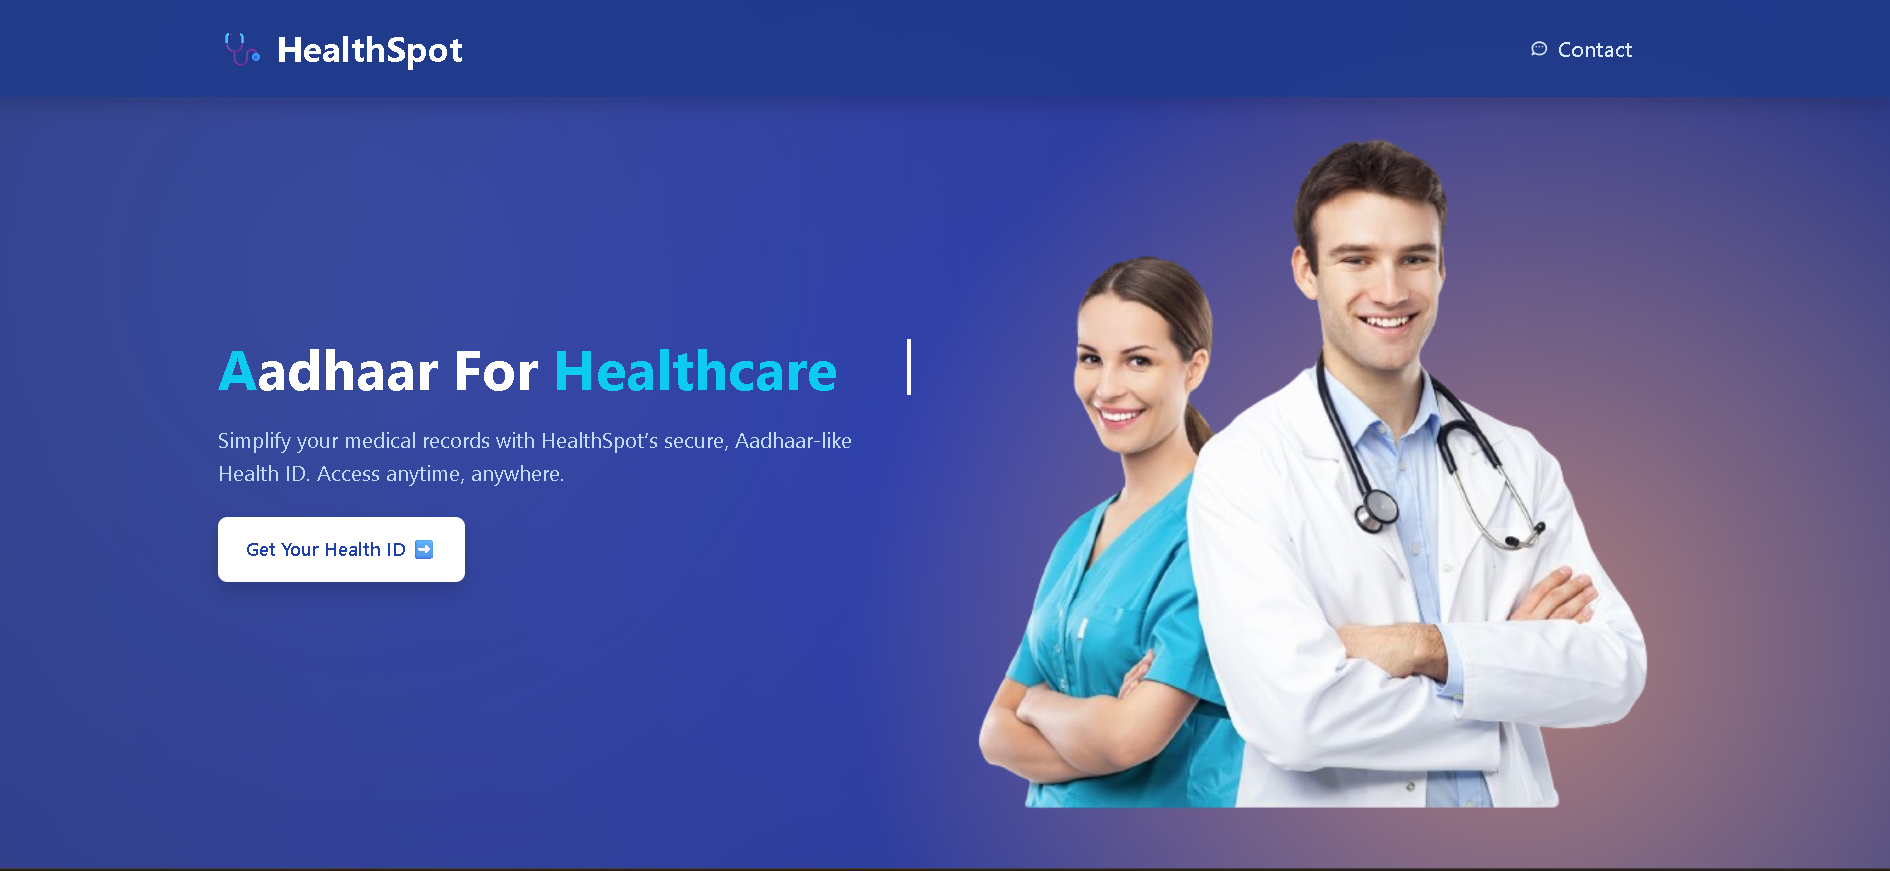 HealthSpot
Contact
Aadhaar For Healthcare
Simplify your medical records with HealthSpot’s secure, Aadhaar-like
Health ID. Access anytime, anywhere.
Get Your Health ID ➡️